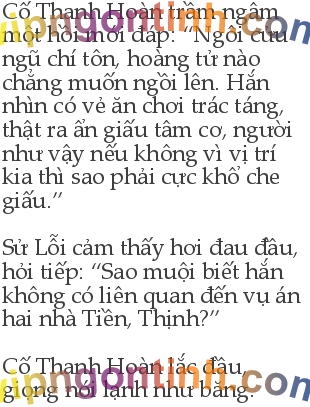 Cố Thanh Hoàn trầm ngâm
một hồi mới đáp: “Ngôi cửu
ngũ chí tôn, hoàng tử nào
chẳng muốn ngồi lên. Hắn
nhìn có vẻ ăn chơi trác táng,
thật ra ẩn giấu tâm cơ, người
như vậy nếu không vì vị trí
kia thì sao phải cực khổ che
giấu.”
Sử Lỗi cảm thấy hơi đau đầu,
hỏi tiếp: “Sao muội biết hắn
không có liên quan đến vụ án
hai nhà Tiền, Thịnh?”
Cố Thanh Hoàn lắc đầu,
giọng nói lạnh như băng:
vipngontinh.com
vipngontinh.com